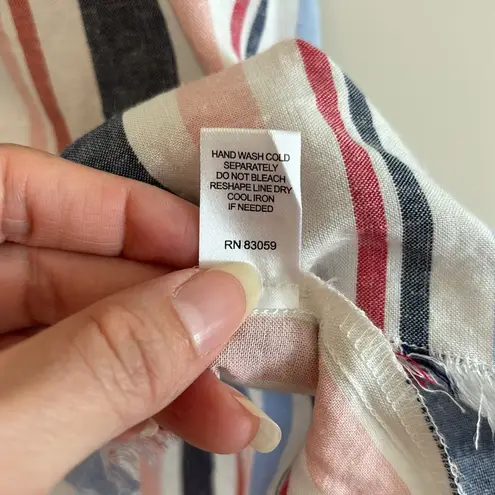 HAND WASH COLD
SEPARATELY
DO NOT BLEACH
RESHAPE LINE DRY
COOL IRON
IF NEEDED
RN 83059